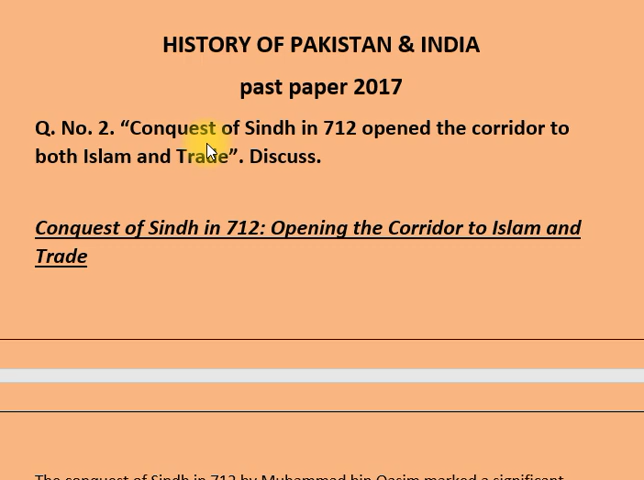 HISTORY OF PAKISTAN & INDIA
past paper 2017
Q. No. 2. “Conquest of Sindh in 712 opened the corridor to
both Islam and Trade”. Discuss.
Conquest of Sindh in 712: Opening the Corridor to Islam and
Trade
The conquest of Sindh in 712 by Muhammad bin Qasim marked a significant